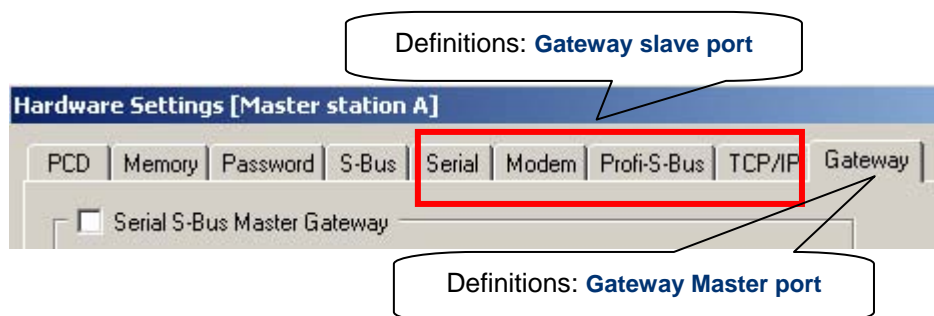 Definitions: Gateway slave port
Hardware Settings [Master station A]
PCD Memory Password S-Bus Serial Modem Profi-S-Bus TCP/IP Gateway
Serial S-Bus Master Gateway
Definitions: Gateway Master port